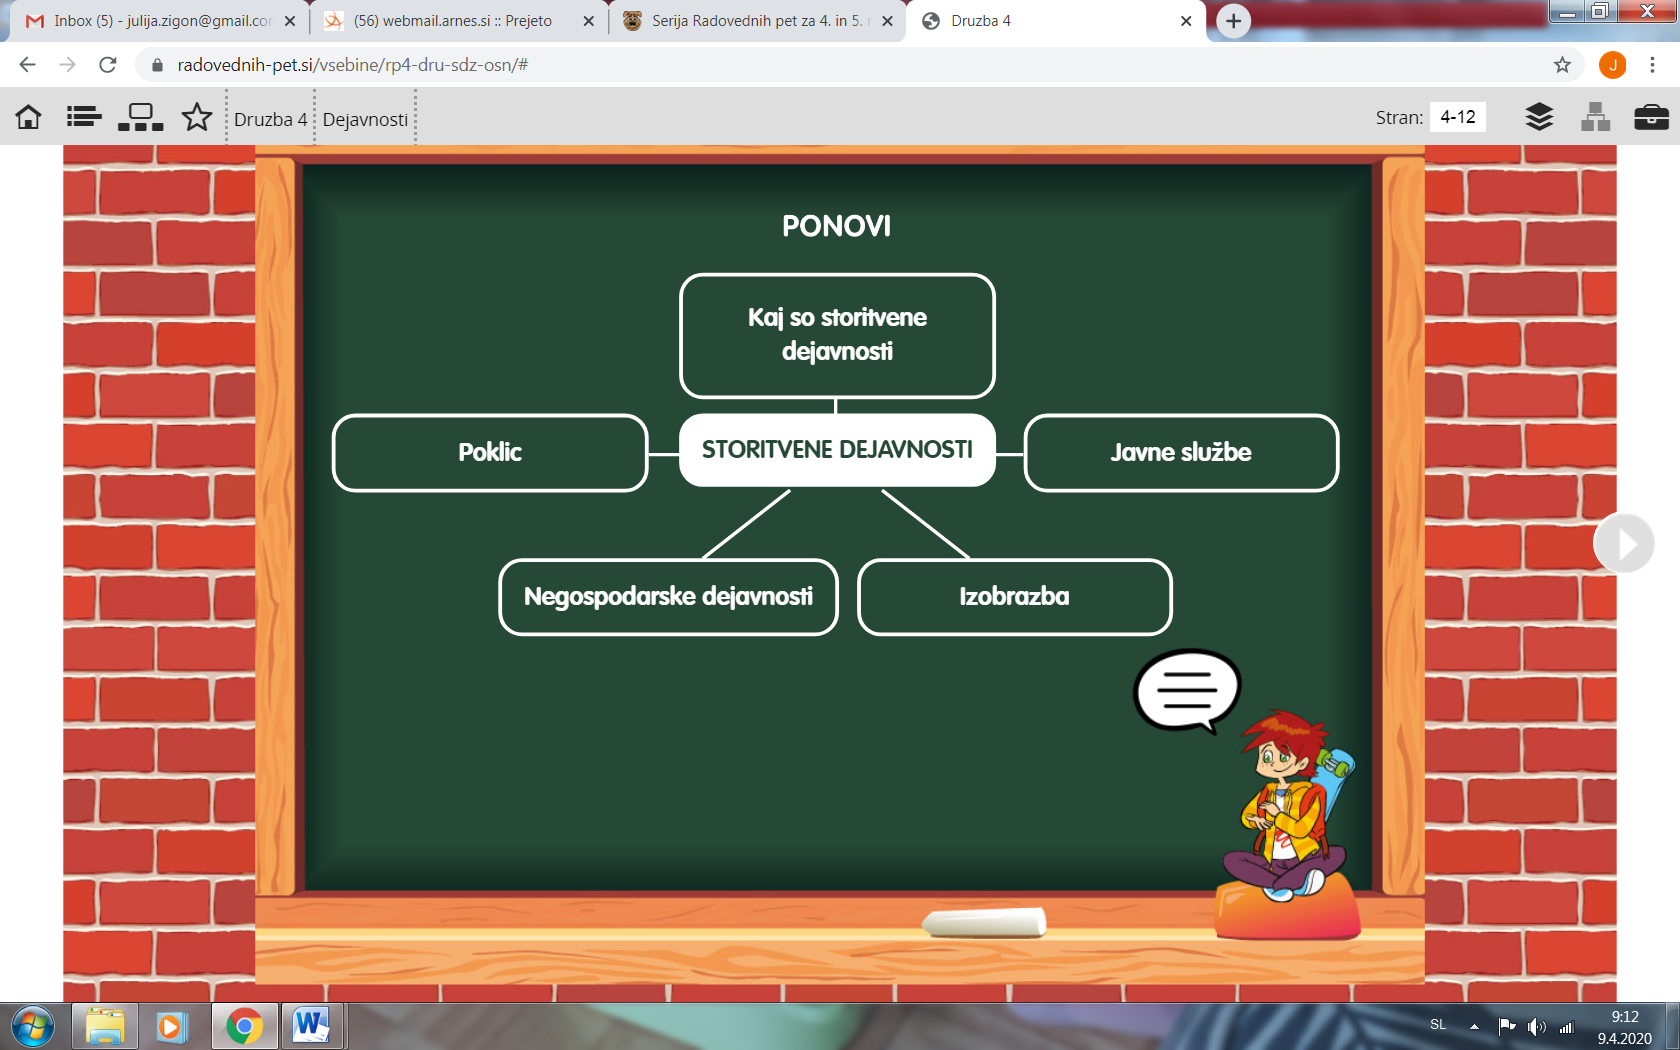 Inbox (5) - julija.zigon@gmail.co
(56) webmail.arnes.si :: Prejeto
Serija Radovednih pet za 4. in 5.
Druzba 4
radovednih-pet.si/vsebine/rp4-dru-sdz-osn/#
J
Druzba 4
Dejavnosti
Stran:
4-12
PONOVI
Kaj so storitvene
dejavnosti
Poklic
STORITVENE DEJAVNOSTI
Javne službe
Negospodarske dejavnosti
Izobrazba
SL
9:12
9.4.2020